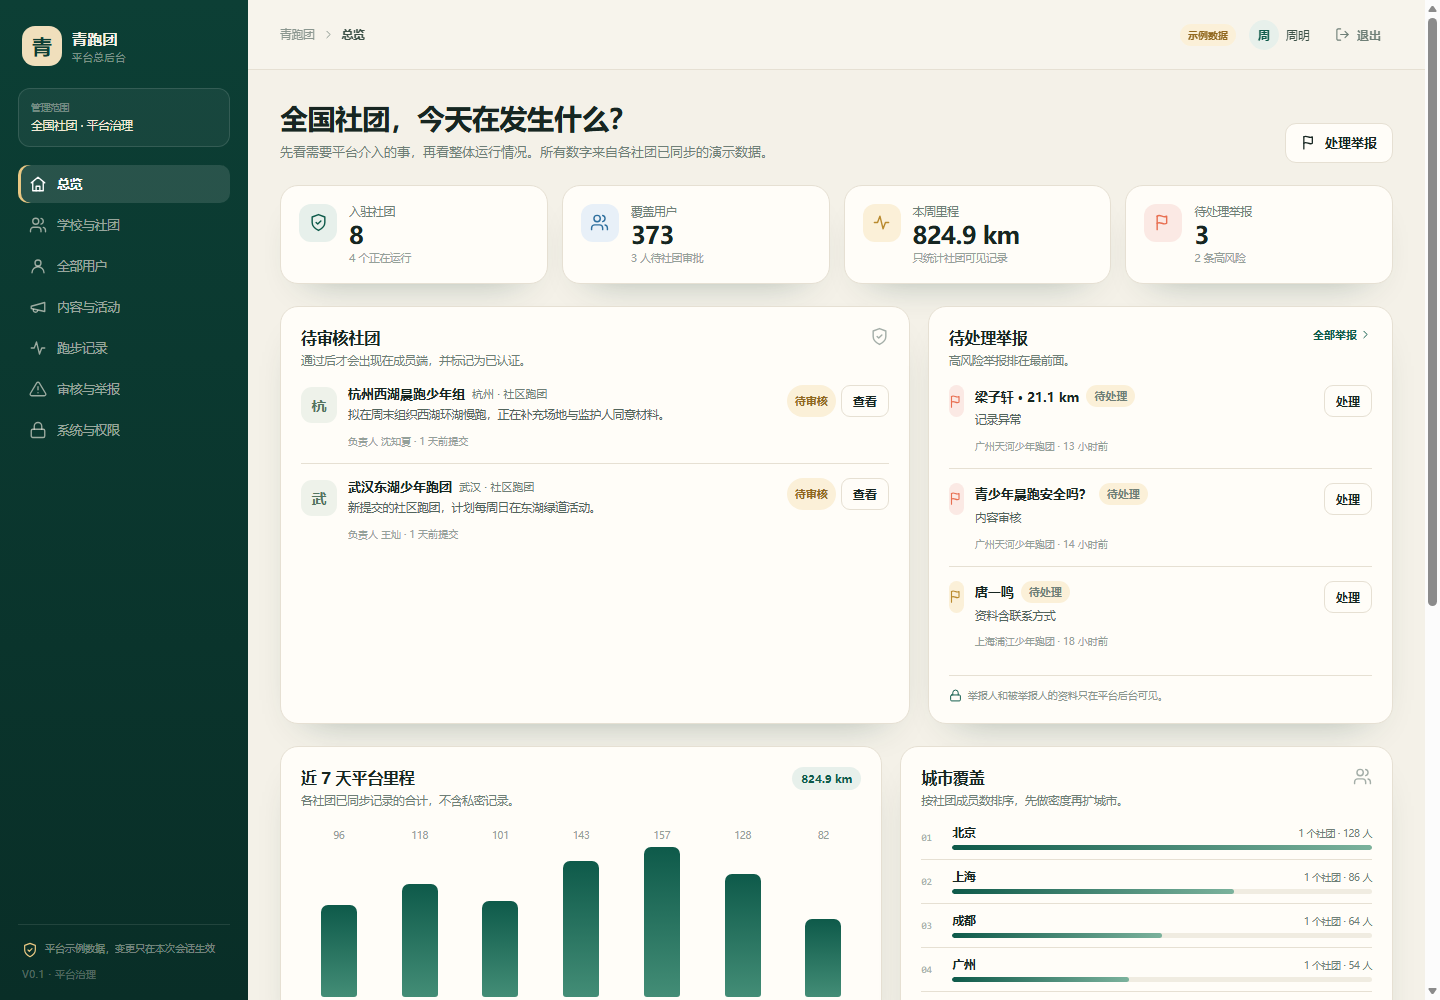 青
青跑团
平台总后台
管理范围
全国社团 · 平台治理
总览
学校与社团
全部用户
内容与活动
跑步记录
审核与举报
系统与权限
平台示例数据，变更只在本次会话生效
V0.1 · 平台治理
青跑团 > 总览
示例数据
周 周明
退出
全国社团，今天在发生什么？
先看需要平台介入的事，再看整体运行情况。所有数字来自各社团已同步的演示数据。
处理举报
入驻社团
8
4 个正在运行
覆盖用户
373
3 人待社团审批
本周里程
824.9 km
只统计社团可见记录
待处理举报
3
2 条高风险
待审核社团
通过后才会出现在成员端，并标记为已认证。
杭
杭州西湖晨跑少年组 杭州 · 社区跑团
拟在周末组织西湖环湖慢跑，正在补充场地与监护人同意材料。
负责人 沈知夏 · 1 天前提交
待审核
查看
武
武汉东湖少年跑团 武汉 · 社区跑团
新提交的社区跑团，计划每周日在东湖绿道活动。
负责人 王灿 · 1 天前提交
待审核
查看
待处理举报
全部举报
高风险举报排在最前面。
梁子轩 • 21.1 km 待处理
记录异常
广州天河少年跑团 · 13 小时前
处理
青少年晨跑安全吗？ 待处理
内容审核
广州天河少年跑团 · 14 小时前
处理
唐一鸣 待处理
资料含联系方式
上海浦江少年跑团 · 18 小时前
处理
举报人和被举报人的资料只在平台后台可见。
近 7 天平台里程
824.9 km
各社团已同步记录的合计，不含私密记录。
96 118 101 143 157 128 82
城市覆盖
按社团成员数排序，先做密度再扩城市。
01 北京 1 个社团 · 128 人
02 上海 1 个社团 · 86 人
03 成都 1 个社团 · 64 人
04 广州 1 个社团 · 54 人